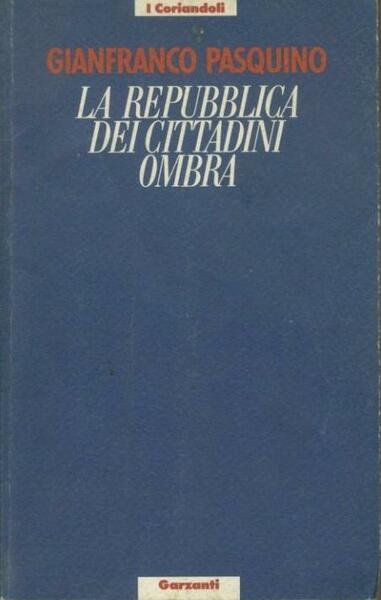 I Coriandoli
GIANFRANCO PASQUINO
LA REPUBBLICA
DEI CITTADINI
OMBRA
Garzanti